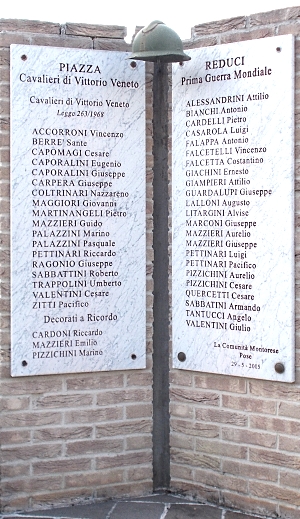 PIAZZA
Cavalieri di Vittorio Veneto
Cavalieri di Vittorio Veneto
Legge 263/1968
ACCORRONI Vincenzo
BERRE' Sante
CAPOMAGI Cesare
CAPORALINI Eugenio
CAPORALINI Giuseppe
CARPERA Giuseppe
COLTRINARI Nazzareno
MAGGIORI Giovanni
MARTINANGELI Pietro
MAZZIERI Guido
PALAZZINI Marino
PALAZZINI Pasquale
PETTINARI Riccardo
RAGONIO Giuseppe
SABBATTINI Roberto
TRAPPOLINI Umberto
VALENTINI Cesare
ZITTI Pacifico
Decorati a Ricordo
CARDONI Riccardo
MAZZIERI Emilio
PIZZICHINI Marino
REDUCI
Prima Guerra Mondiale
ALESSANDRINI Attilio
BIANCHI Antonio
CARDELLI Pietro
CASAROLA Luigi
FALAPPA Antonio
FALCETELLI Vincenzo
FALCETTA Costantino
GIACHINI Ernesto
GIAMPIERI Attilio
GUARDALUPI Giuseppe
LALLONI Augusto
LITARGINI Alvise
MARCONI Giuseppe
MAZZIERI Aurelio
MAZZIERI Giuseppe
PETTINARI Luigi
PETTINARI Pacifico
PIZZICHINI Aurelio
PIZZICHINI Cesare
QUERCETTI Cesare
SABBATINI Armando
TANTUCCI Angelo
VALENTINI Giulio
La Comunità Montorese
Pose
29-5-2005